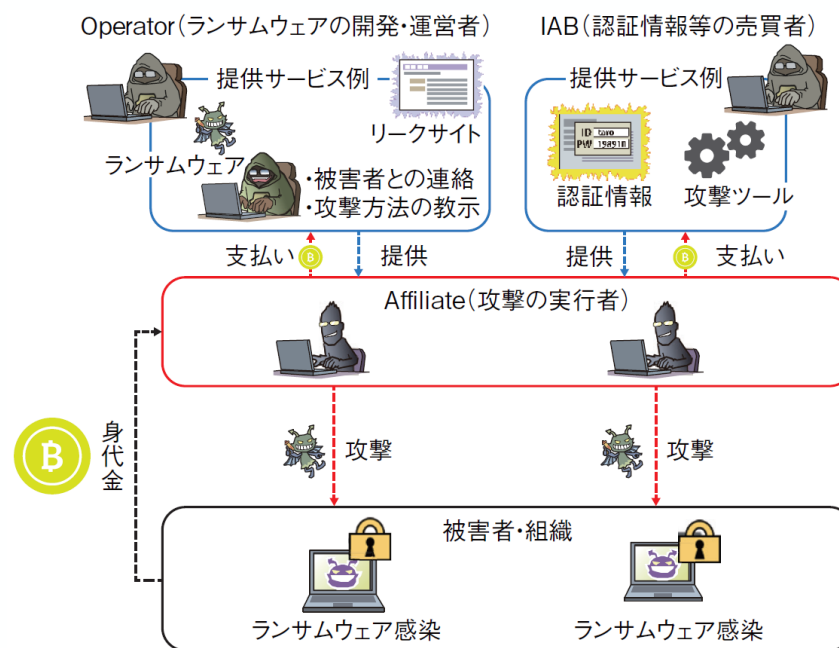 Operator（ランサムウェアの開発・運営者）
IAB（認証情報等の売買者）
提供サービス例
リークサイト
ランサムウェア
・被害者との連絡
・攻撃方法の教示
提供サービス例
ID taro
PW 198910
認証情報
攻撃ツール
支払い
提供
提供
支払い
Affiliate（攻撃の実行者）
身代金
攻撃
攻撃
被害者・組織
ランサムウェア感染
ランサムウェア感染